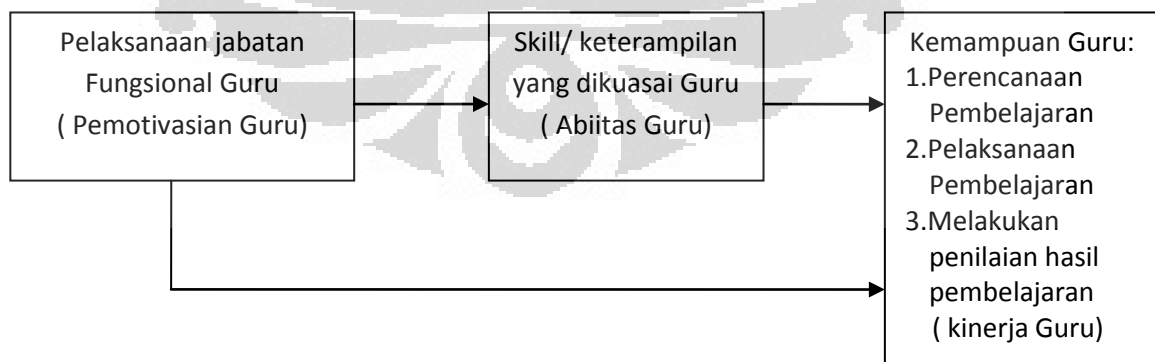 Pelaksanaan jabatan
Fungsional Guru
( Pemotivasian Guru)
Skill/ keterampilan
yang dikuasai Guru
( Abiitas Guru)
Kemampuan Guru:
1.Perencanaan
Pembelajaran
2.Pelaksanaan
Pembelajaran
3.Melakukan
penilaian hasil
pembelajaran
( kinerja Guru)